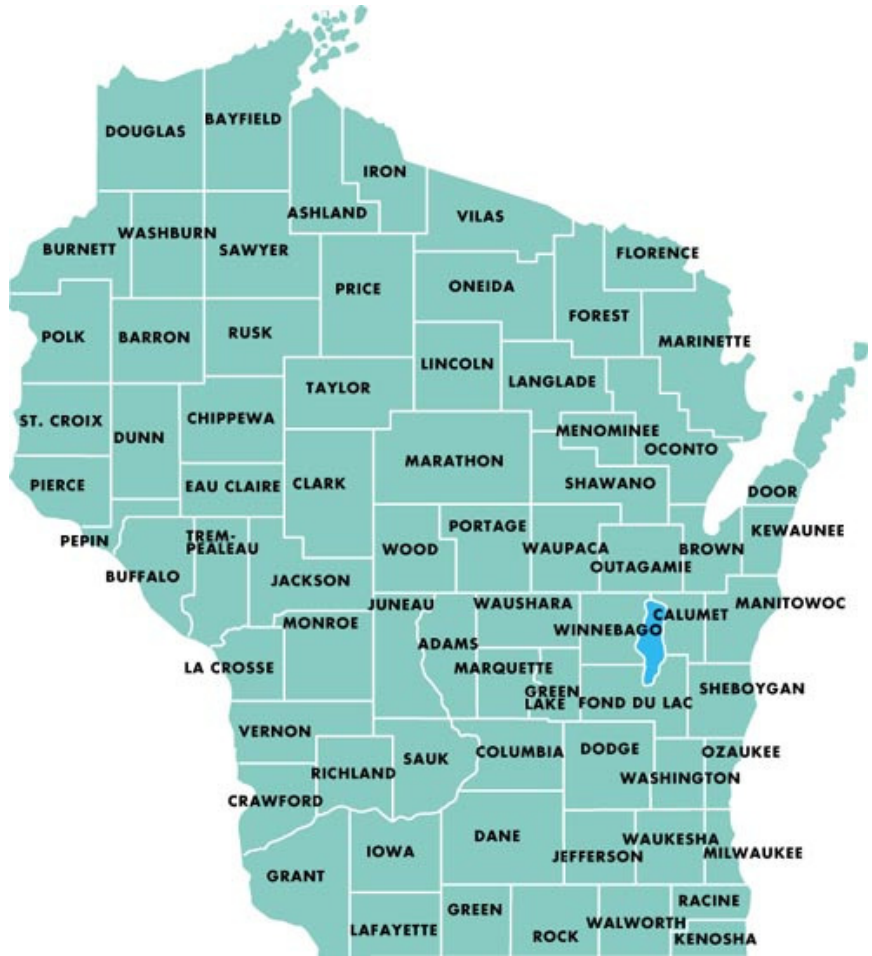 BAYFIELD
DOUGLAS
IRON
ASHLAND
VILAS
WASHBURN
BURNETT
SAWYER
FLORENCE
PRICE
ONEIDA
FOREST
POLK
BARRON
RUSK
MARINETTE
LINCOLN
TAYLOR
LANGLADE
ST. CROIX
CHIPPEWA
DUNN
MENOMINEE
OCONTO
MARATHON
PIERCE
EAU CLAIRE
CLARK
SHAWANO
DOOR
PORTAGE
KEWAUNEE
PEPIN
TREM-
PEALEAU
WOOD
WAUPACA
BROWN
OUTAGAMIE
BUFFALO
JACKSON
JUNEAU
WAUSHARA
MANITOWOC
CALUMET
MONROE
WINNEBAGO
ADAMS
LA CROSSE
MARQUETTE
SHEBOYGAN
GREEN
LAKE
FOND DU LAC
VERNON
SAUK
COLUMBIA
DODGE
OZAUKEE
RICHLAND
WASHINGTON
CRAWFORD
DANE
WAUKESHA
IOWA
JEFFERSON
MILWAUKEE
GRANT
RACINE
GREEN
WALWORTH
LAFAYETTE
ROCK
KENOSHA